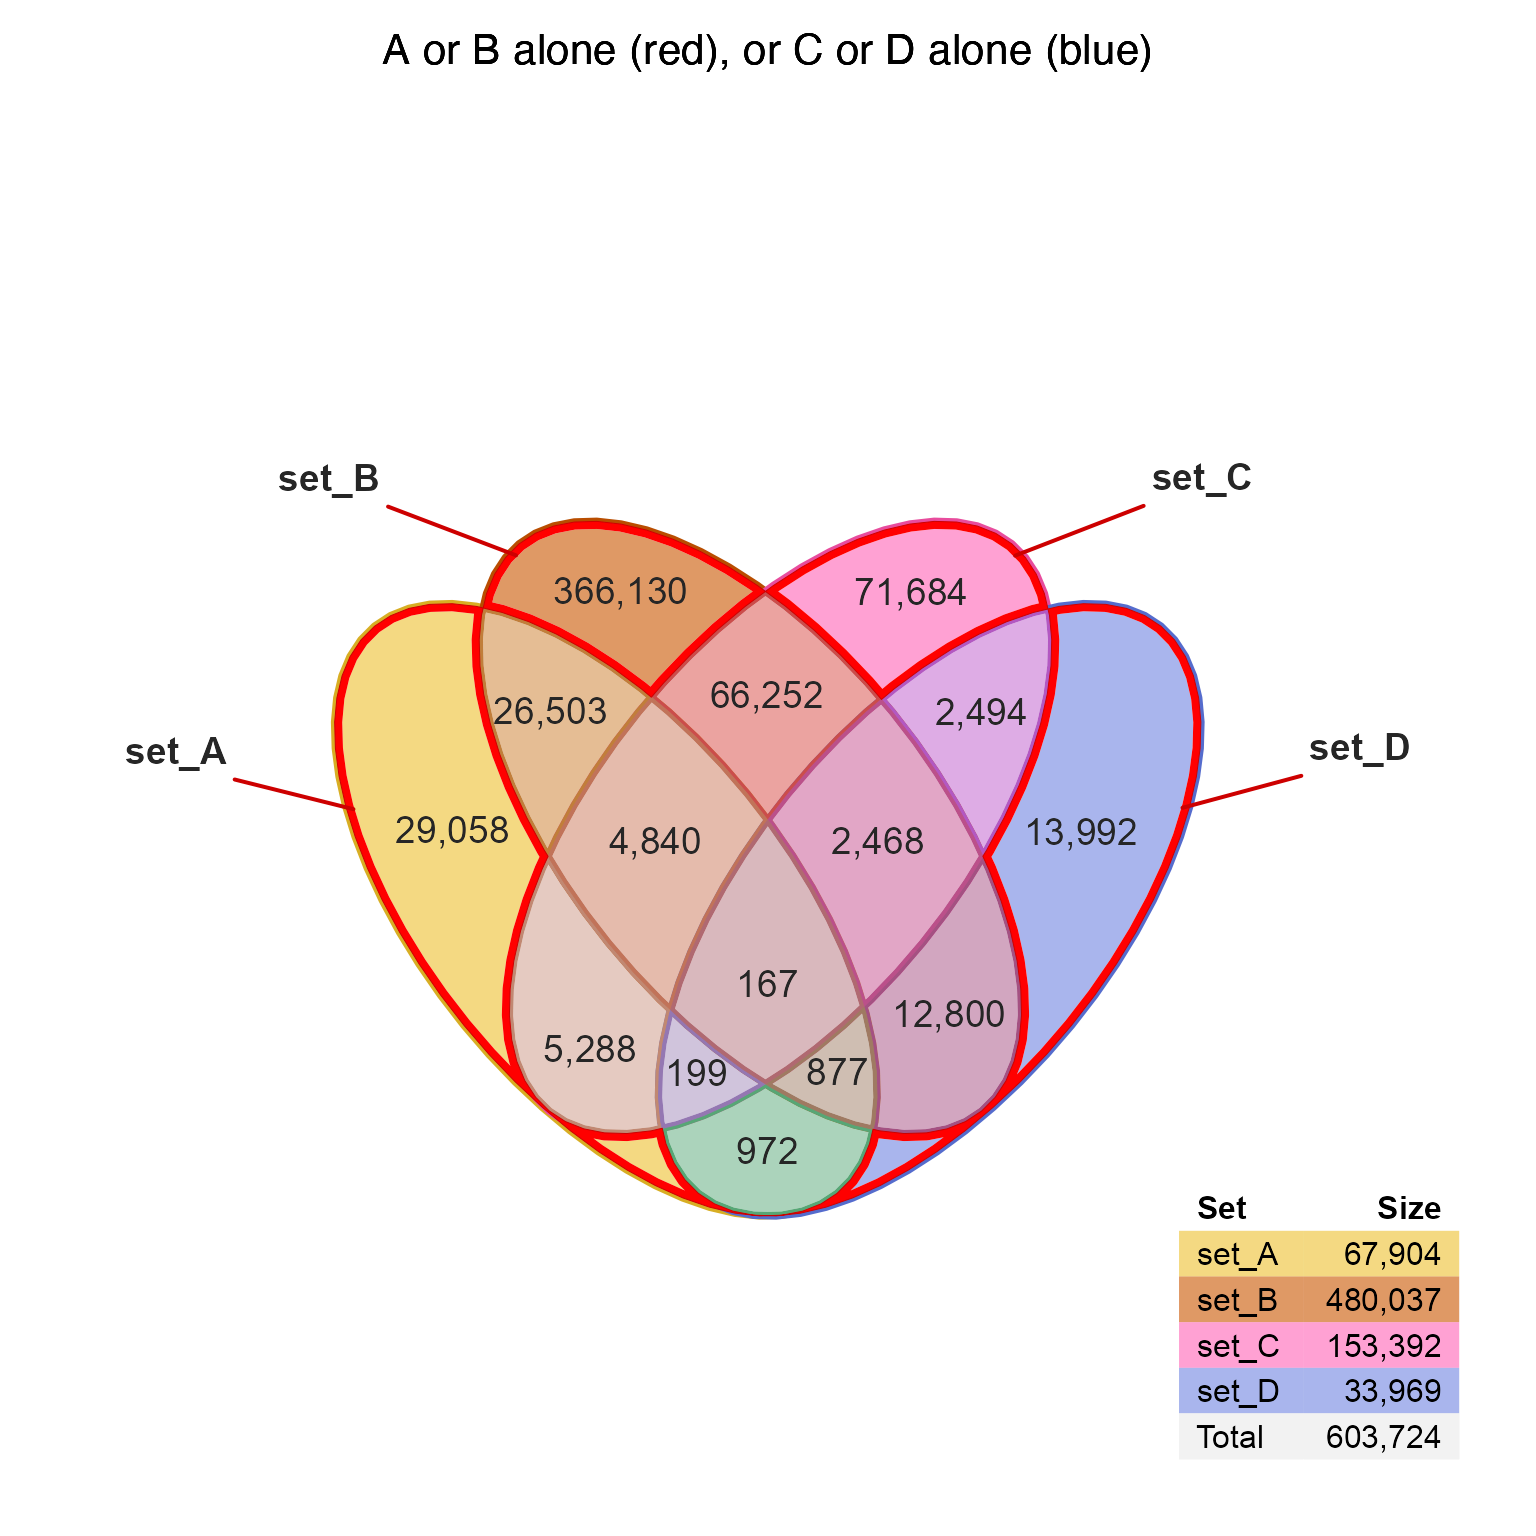 A or B alone (red), or C or D alone (blue)
set_B
set_C
366,130
71,684
66,252
26,503
2,494
set_A
set_D
29,058
4,840
2,468
13,992
167
12,800
5,288
199
877
972
Set Size
set_A 67,904
set_B 480,037
set_C 153,392
set_D 33,969
Total 603,724